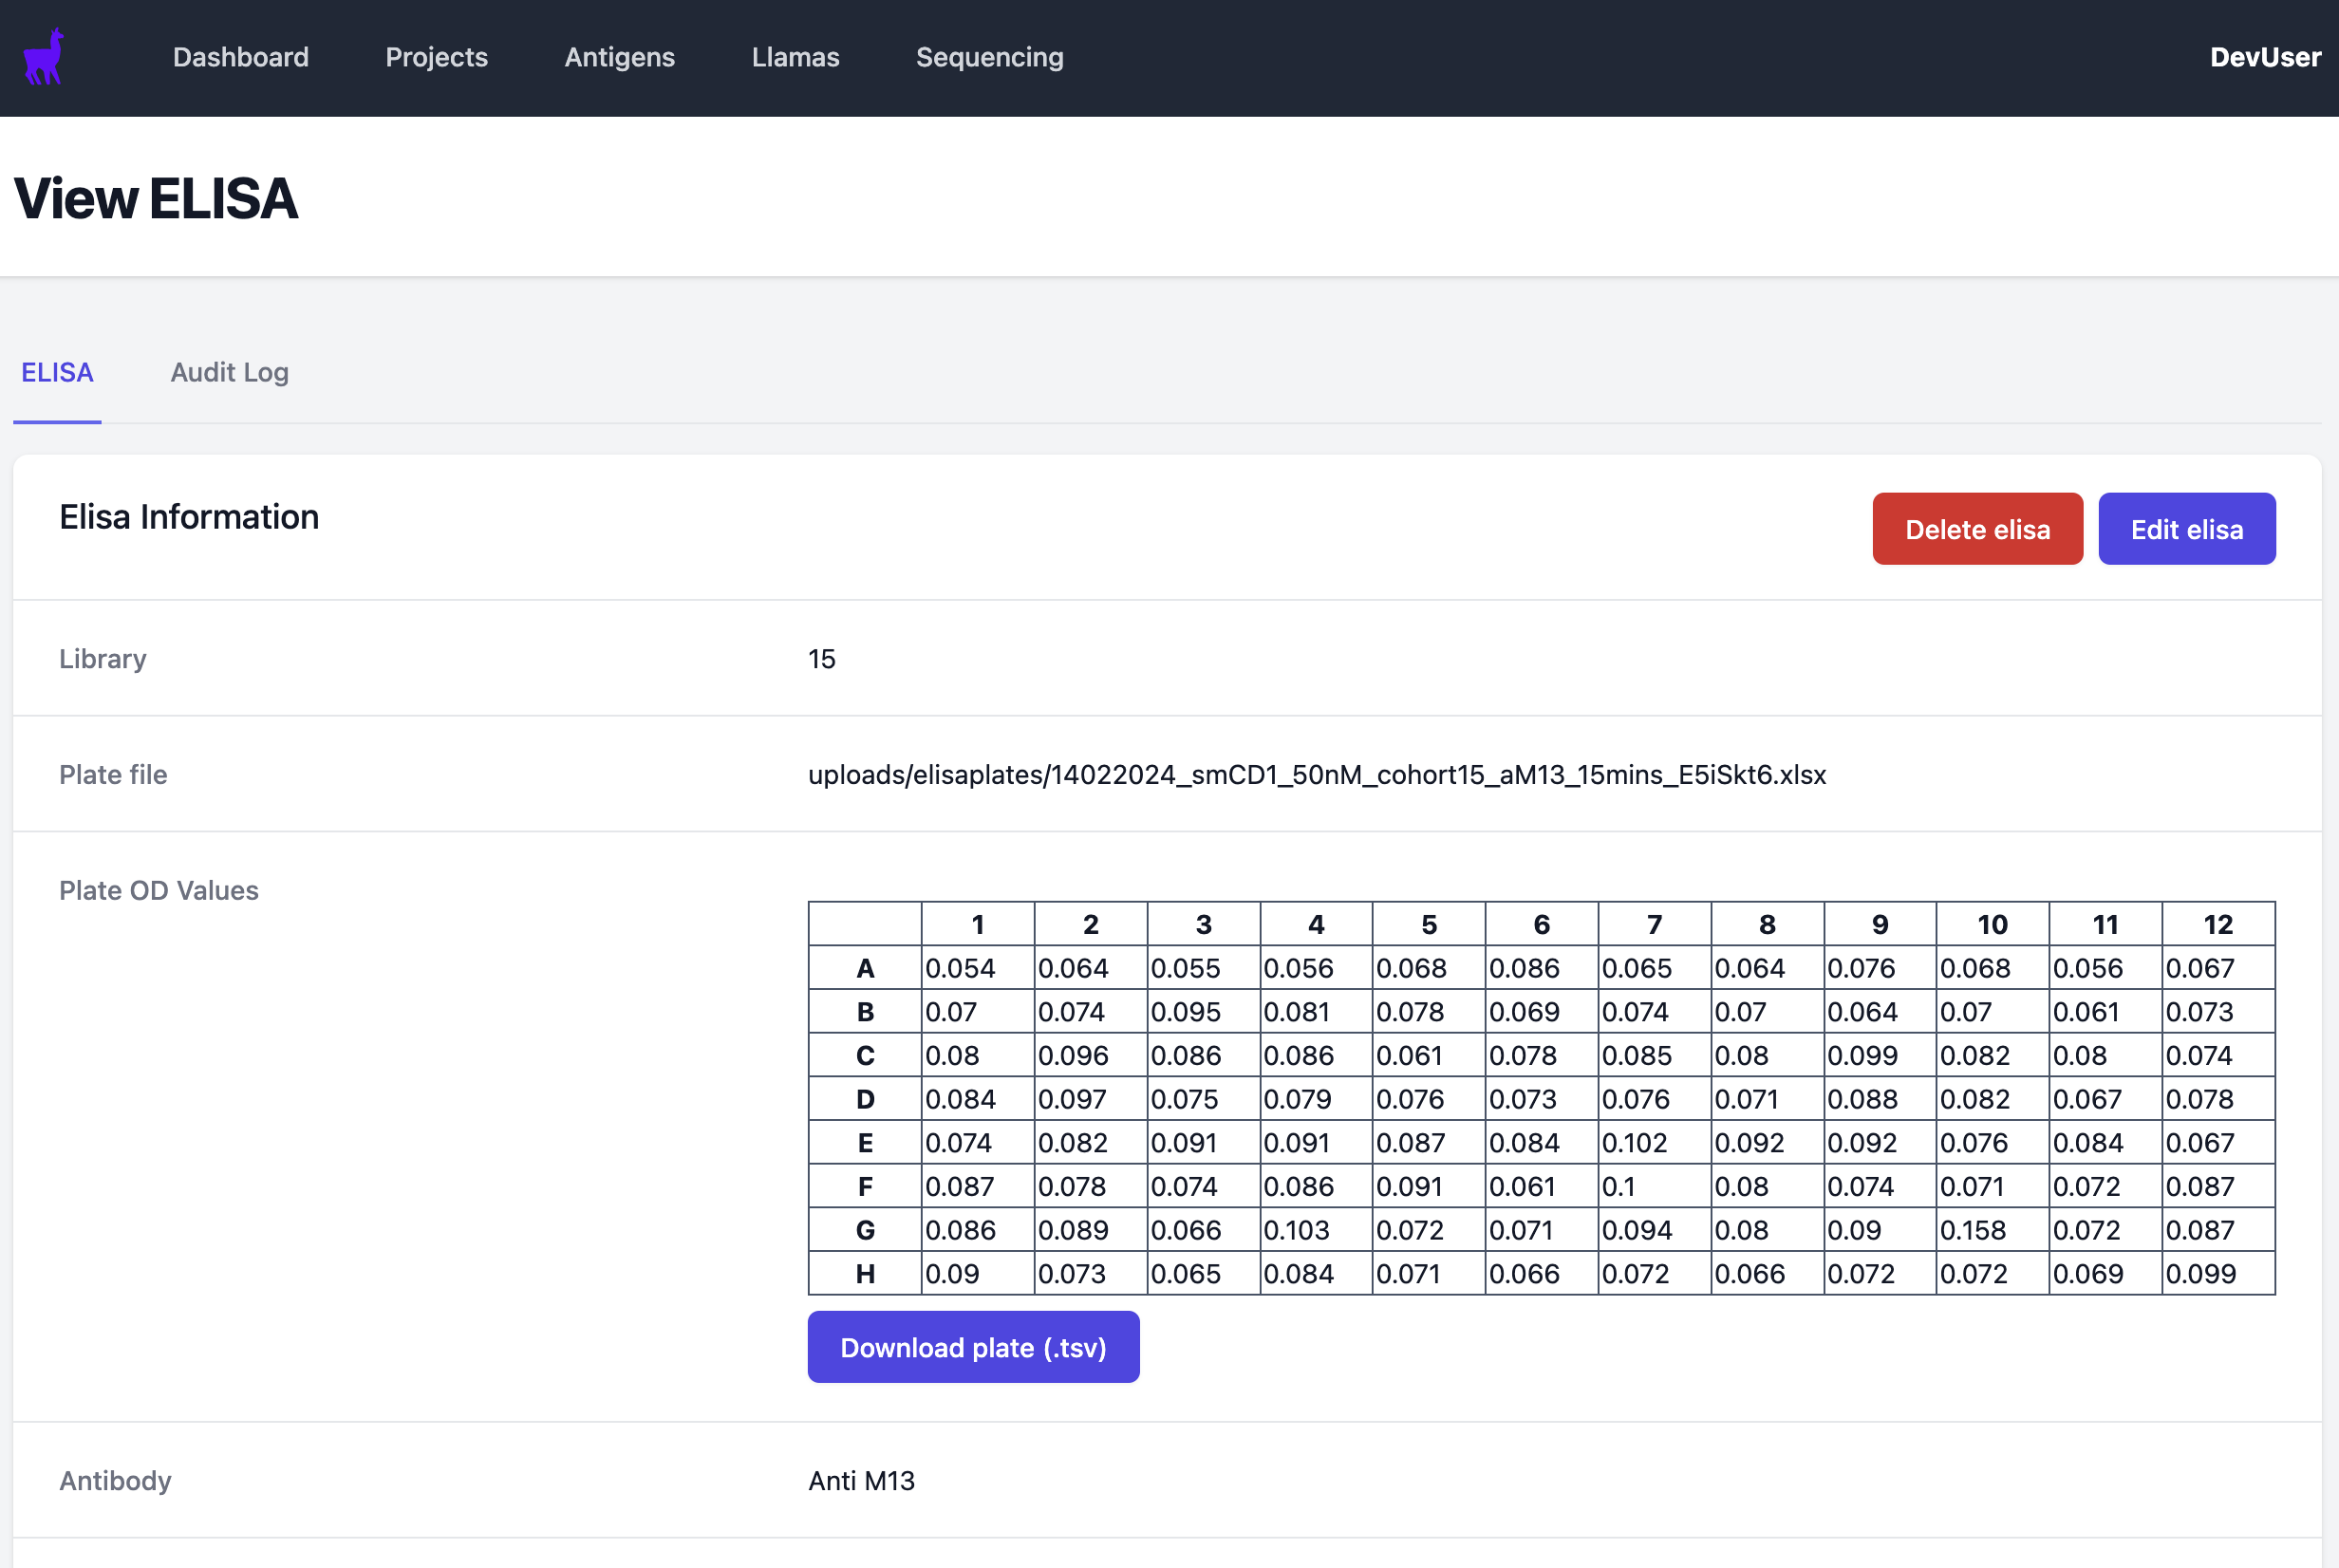 Dashboard Projects Antigens Llamas Sequencing DevUser
View ELISA
ELISA Audit Log
Elisa Information Delete elisa Edit elisa
Library 15
Plate file uploads/elisaplates/14022024_smCD1_50nM_cohort15_aM13_15mins_E5iSkt6.xlsx
Plate OD Values
1 2 3 4 5 6 7 8 9 10 11 12
A 0.054 0.064 0.055 0.056 0.068 0.086 0.065 0.064 0.076 0.068 0.056 0.067
B 0.07 0.074 0.095 0.081 0.078 0.069 0.074 0.07 0.064 0.07 0.061 0.073
C 0.08 0.096 0.086 0.086 0.061 0.078 0.085 0.08 0.099 0.082 0.08 0.074
D 0.084 0.097 0.075 0.079 0.076 0.073 0.076 0.071 0.088 0.082 0.067 0.078
E 0.074 0.082 0.091 0.091 0.087 0.084 0.102 0.092 0.092 0.076 0.084 0.067
F 0.087 0.078 0.074 0.086 0.091 0.061 0.1 0.08 0.074 0.071 0.072 0.087
G 0.086 0.089 0.066 0.103 0.072 0.071 0.094 0.08 0.09 0.158 0.072 0.087
H 0.09 0.073 0.065 0.084 0.071 0.066 0.072 0.066 0.072 0.072 0.069 0.099
Download plate (.tsv)
Antibody Anti M13